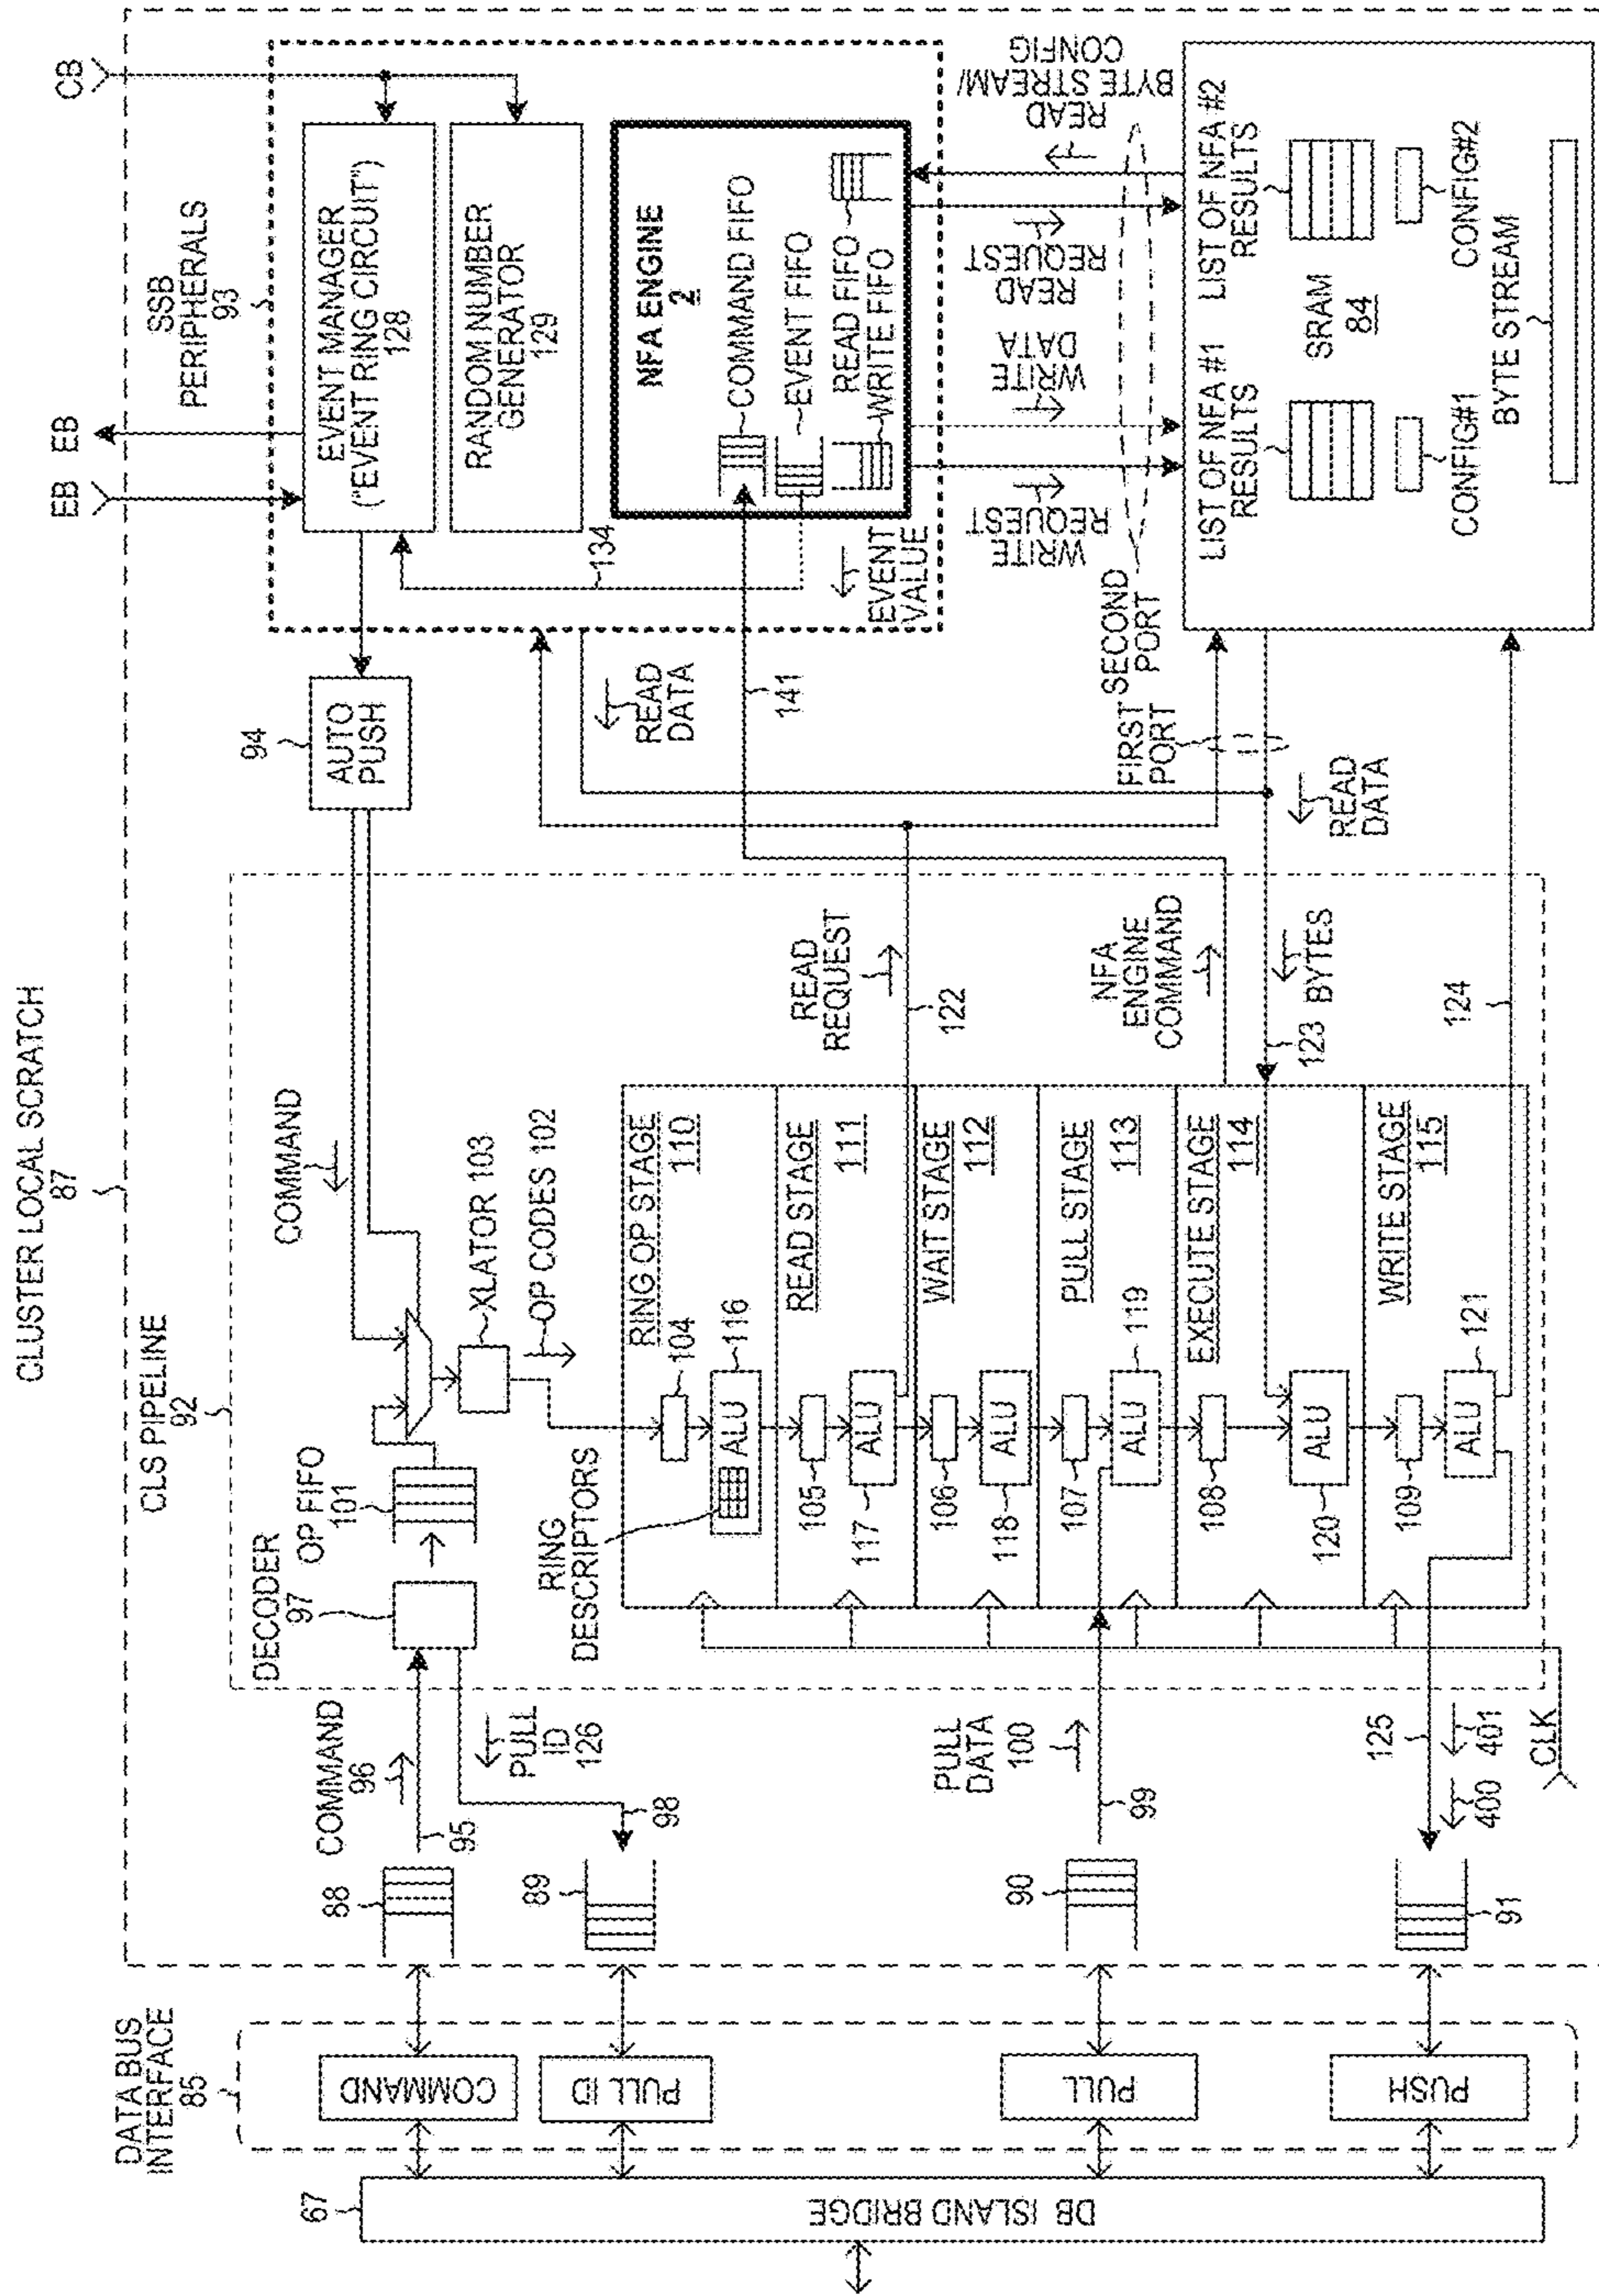 CLUSTER LOCAL SCRATCH
87
DATA BUS
INTERFACE
85
67
DB ISLAND BRIDGE
COMMAND
PULL ID
PULL
PUSH
88
89
90
91
COMMAND
96
95
PULL
ID
126
98
PULL
DATA
100
99
125
400
401
CLK
CLS PIPELINE
92
DECODER
97
OP FIFO
101
COMMAND
XLATOR 103
OP CODES 102
RING
DESCRIPTORS
RING OP STAGE
110
104
ALU
116
READ STAGE
111
105
ALU
117
WAIT STAGE
112
106
ALU
118
PULL STAGE
113
107
ALU
119
EXECUTE STAGE
114
108
ALU
120
WRITE STAGE
115
109
ALU
121
READ
REQUEST
122
NFA
ENGINE
COMMAND
123
BYTES
124
94
AUTO
PUSH
READ
DATA
141
FIRST
PORT
SECOND
PORT
READ
DATA
EB
EB
CB
SSB
PERIPHERALS
93
EVENT MANAGER
("EVENT RING CIRCUIT")
128
RANDOM NUMBER
GENERATOR
129
134
NFA ENGINE
2
COMMAND FIFO
EVENT FIFO
READ FIFO
WRITE FIFO
EVENT
VALUE
WRITE
REQUEST
WRITE
DATA
READ
REQUEST
READ
BYTE STREAM/
CONFIG
LIST OF NFA #1
RESULTS
LIST OF NFA #2
RESULTS
SRAM
84
CONFIG#1
CONFIG#2
BYTE STREAM